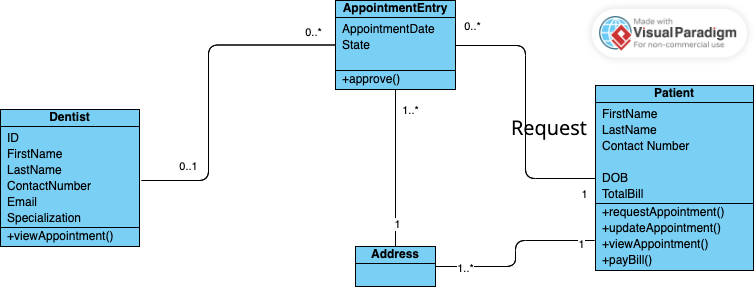 AppointmentEntry
AppointmentDate
State
+approve()
0..*
0..*
1..*
Made with
VisualParadigm
For non-commercial use
Dentist
ID
FirstName
LastName
ContactNumber
Email
Specialization
+viewAppointment()
0..1
Request
Patient
FirstName
LastName
Contact Number
DOB
TotalBill
+requestAppointment()
+updateAppointment()
+viewAppointment()
+payBill()
1
1
1
Address
1..*